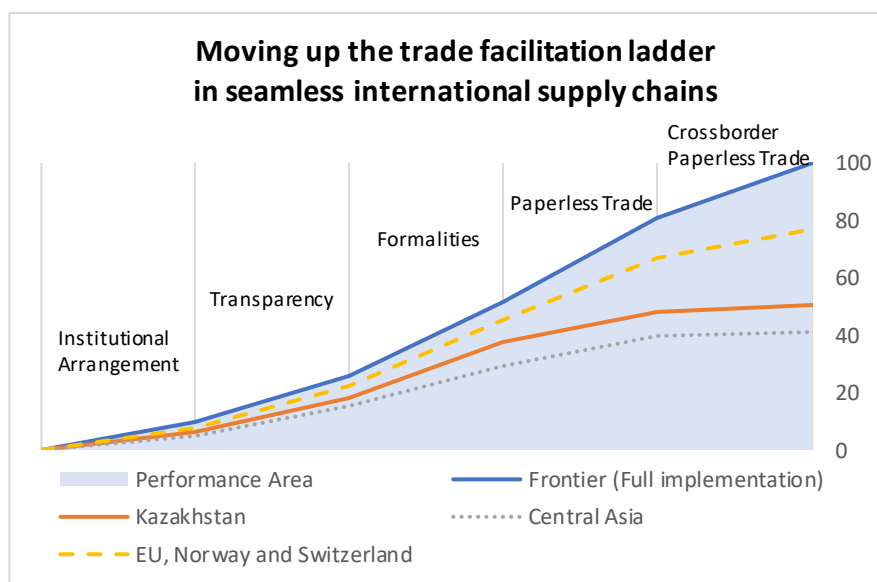 Moving up the trade facilitation ladder
in seamless international supply chains
Crossborder
Paperless Trade
Paperless Trade
Formalities
Transparency
Institutional
Arrangement
100
80
60
40
20
0
Performance Area
Frontier (Full implementation)
Kazakhstan
Central Asia
EU, Norway and Switzerland